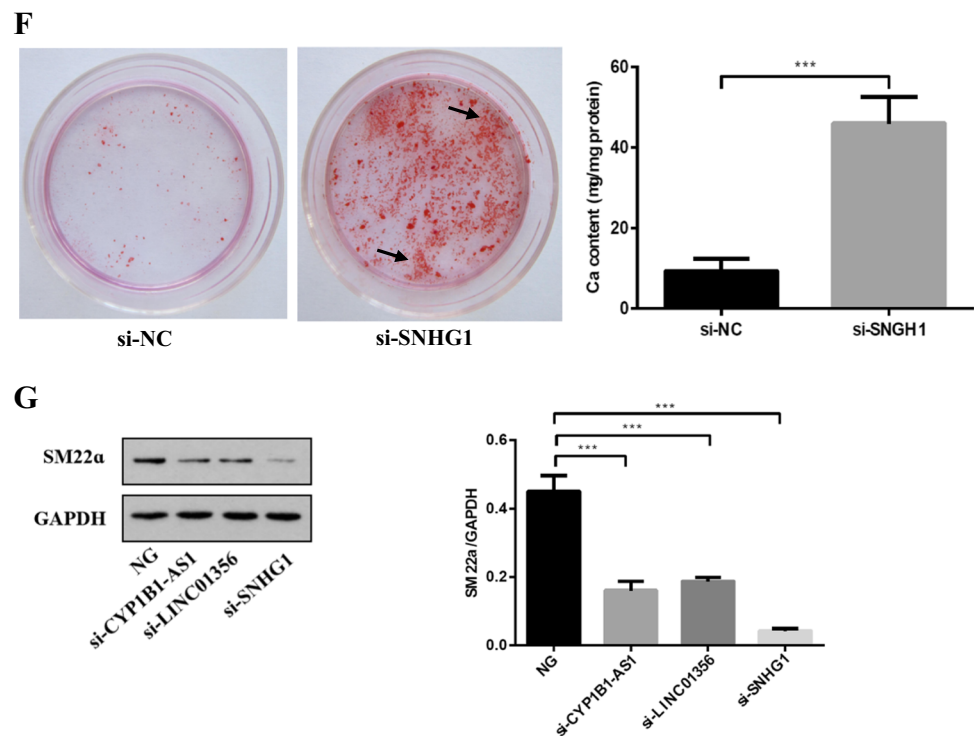 F
si-NC
si-SNHG1
Ca content (ng/mg protein)
60
40
20
0
***
si-NC
si-SNGH1
G
SM22α
GAPDH
NG
si-CYP1B1-AS1
si-LINC01356
si-SNHG1
SM 22a/GAPDH
0.6
0.4
0.2
0.0
***
***
***
NG
si-CYP1B1-AS1
si-LINC01356
si-SNHG1